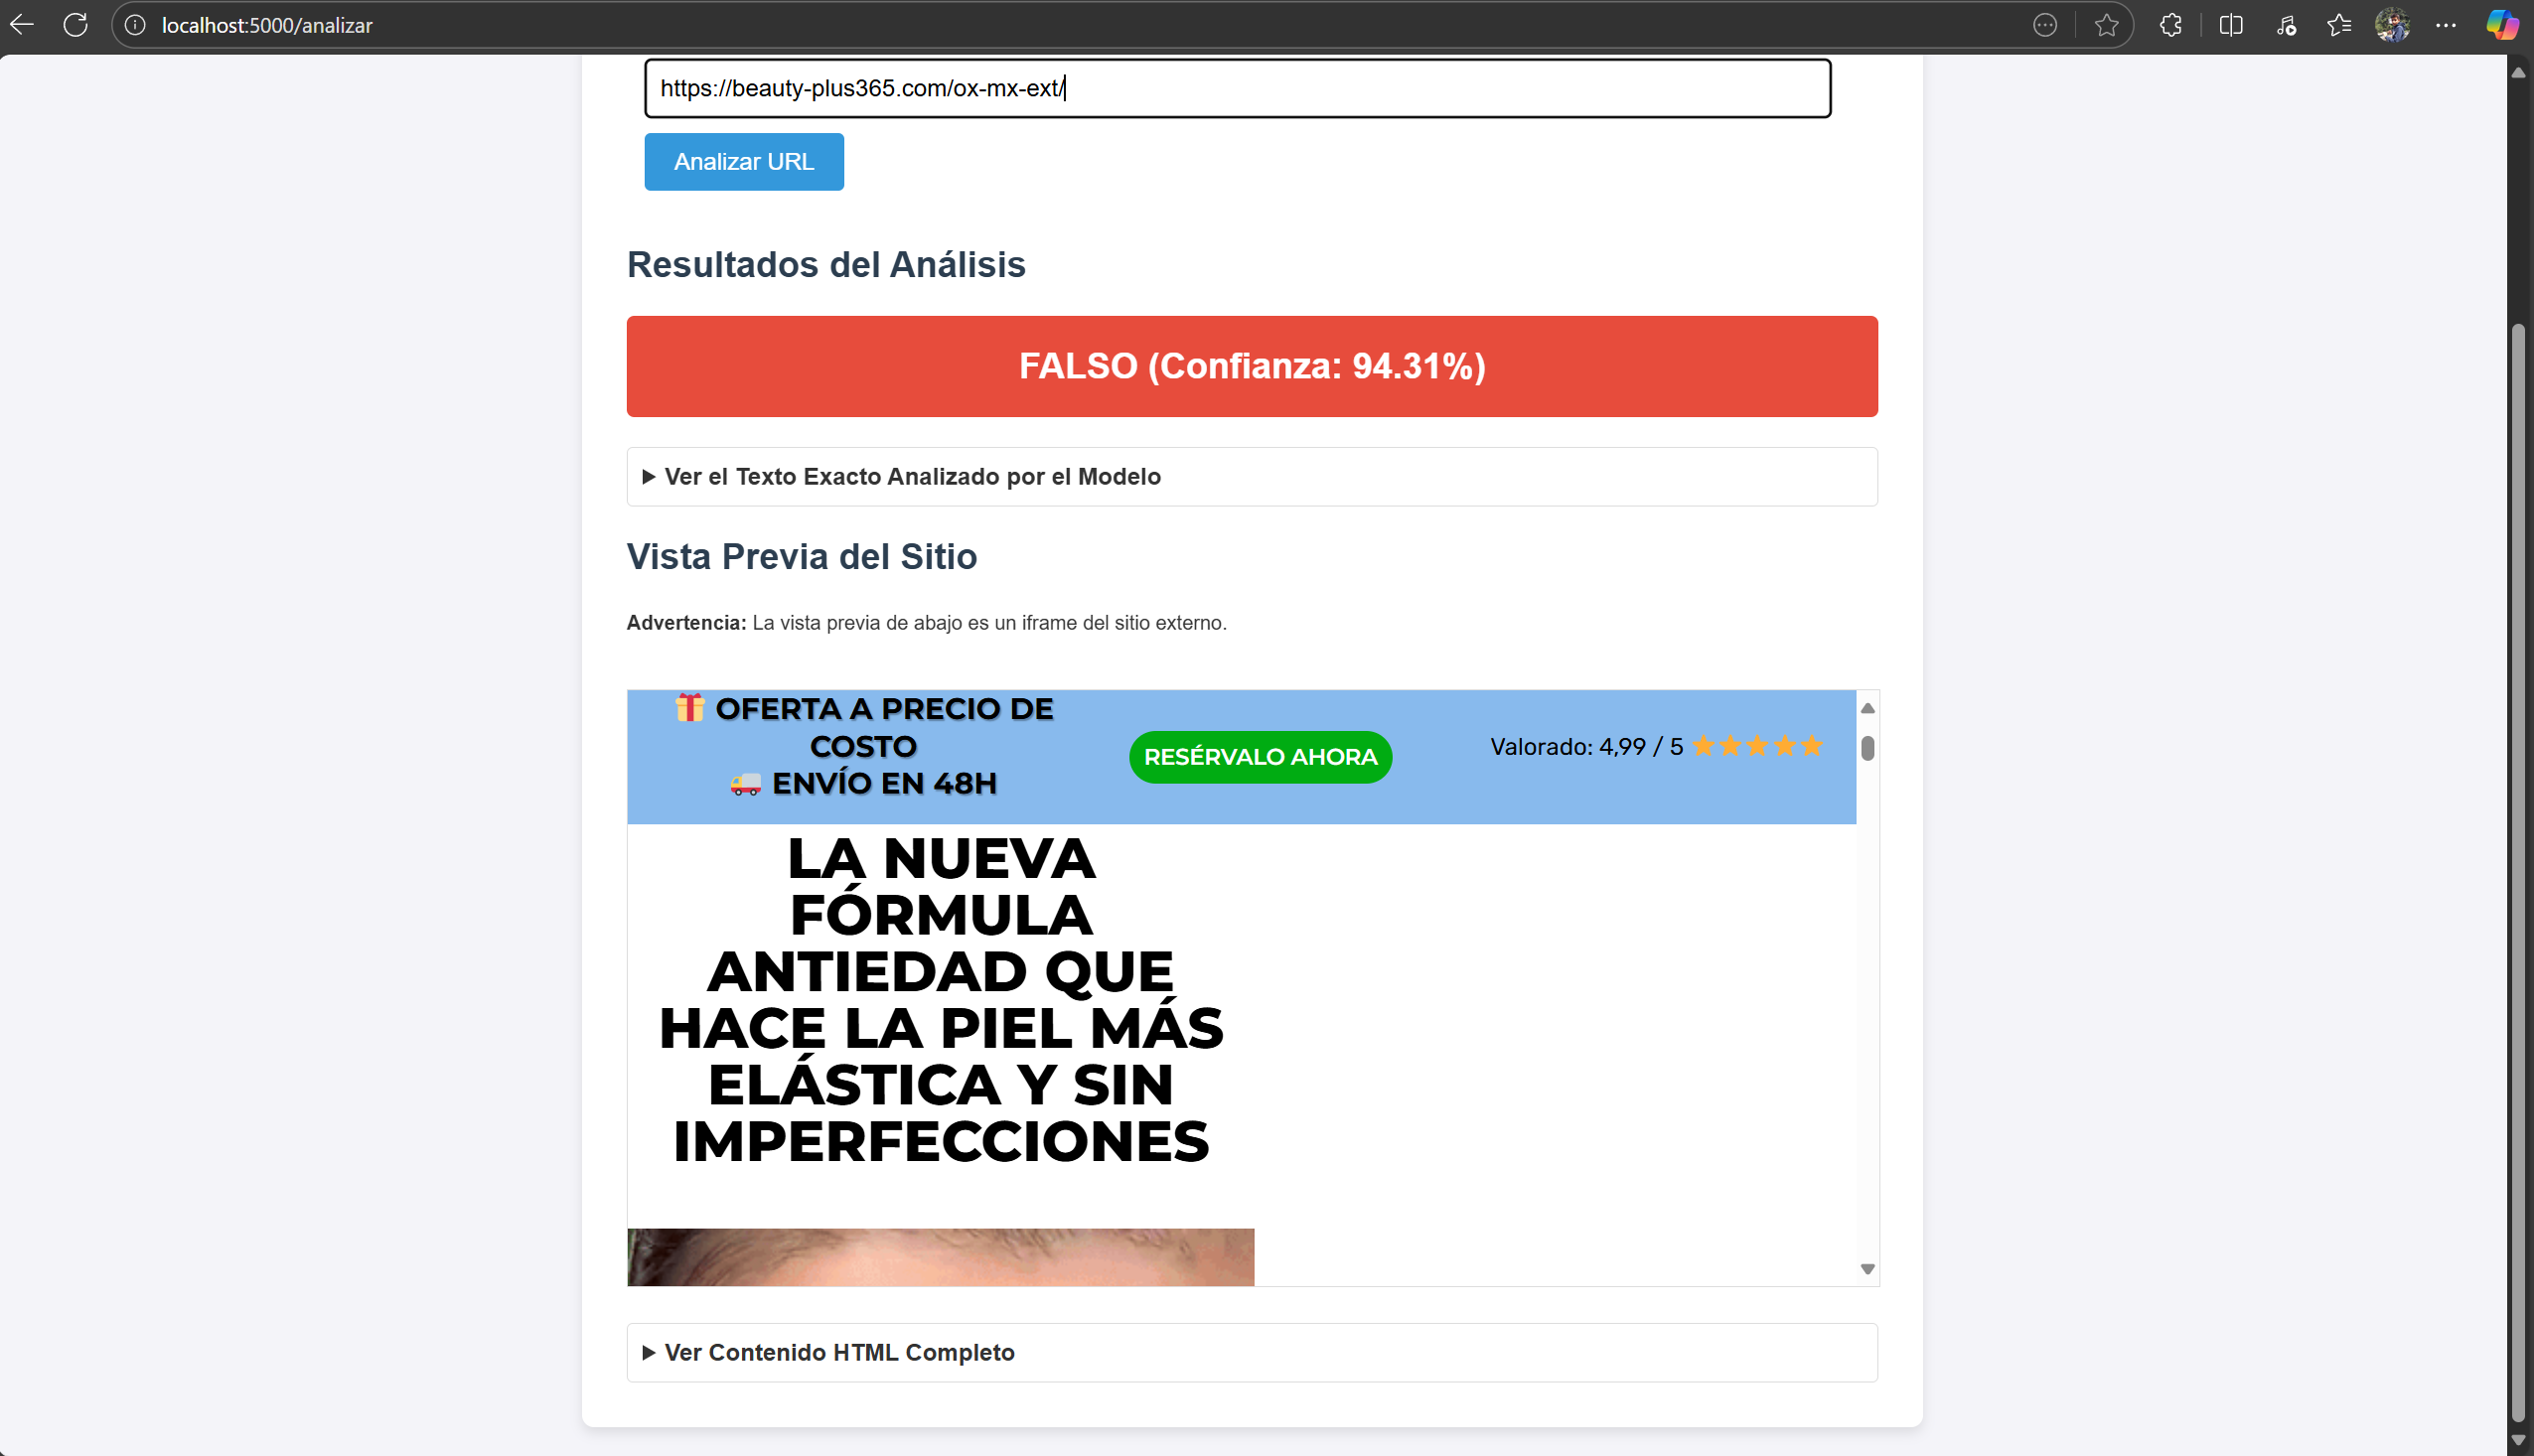 localhost:5000/analizar
https://beauty-plus365.com/ox-mx-ext/
Analizar URL
Resultados del Análisis
FALSO (Confianza: 94.31%)
▶ Ver el Texto Exacto Analizado por el Modelo
Vista Previa del Sitio
Advertencia: La vista previa de abajo es un iframe del sitio externo.
🎁 OFERTA A PRECIO DE
COSTO
🚚 ENVÍO EN 48H
RESÉRVALO AHORA
Valorado: 4,99 / 5 ⭐⭐⭐⭐⭐
LA NUEVA
FÓRMULA
ANTIEDAD QUE
HACE LA PIEL MÁS
ELÁSTICA Y SIN
IMPERFECCIONES
▶ Ver Contenido HTML Completo